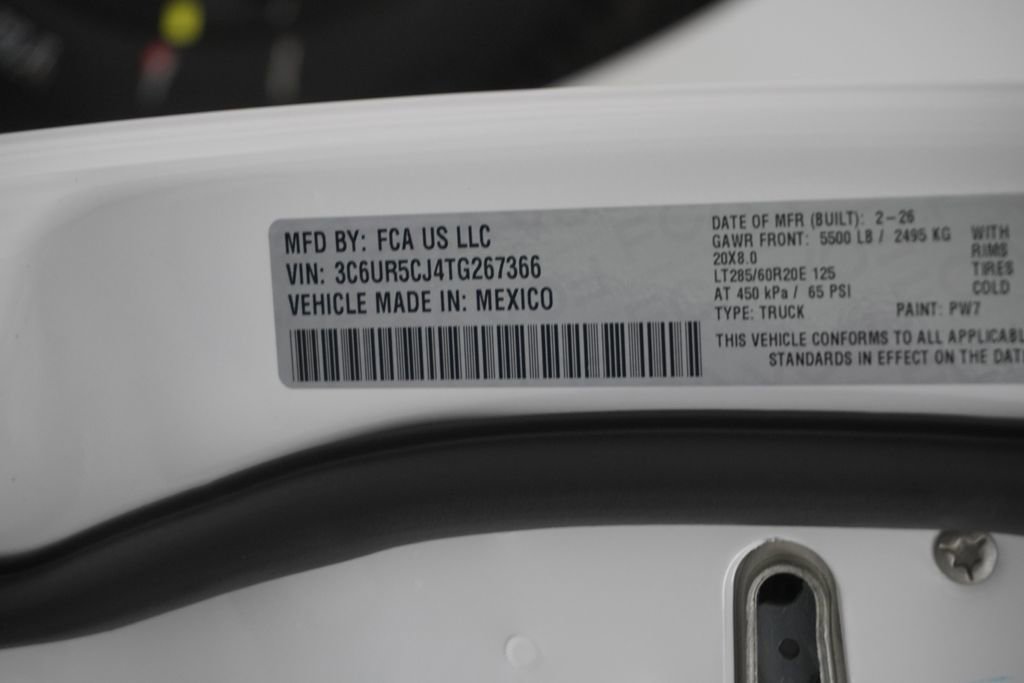 MFD BY: FCA US LLC
VIN: 3C6UR5CJ4TG267366
VEHICLE MADE IN: MEXICO
DATE OF MFR (BUILT): 2-26
GAWR FRONT: 5500 LB / 2495 KG WITH
20X8.0 RIMS
LT285/60R20E 125 TIRES
AT 450 kPa / 65 PSI COLD
TYPE: TRUCK PAINT: PW7
THIS VEHICLE CONFORMS TO ALL APPLICABL
STANDARDS IN EFFECT ON THE DAT